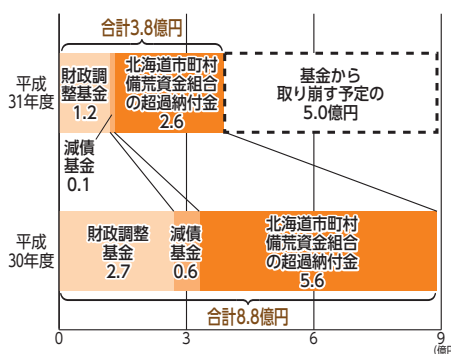 合計3.8億円
平成
31年度
財政調
整基金
1.2
北海道市町村
備荒資金組合
の超過納付金
2.6
基金から
取り崩す予定の
5.0億円
減債
基金
0.1
平成
30年度
財政調整
基金
2.7
減債
基金
0.6
北海道市町村
備荒資金組合
の超過納付金
5.6
合計8.8億円
0 3 6 9
(億円